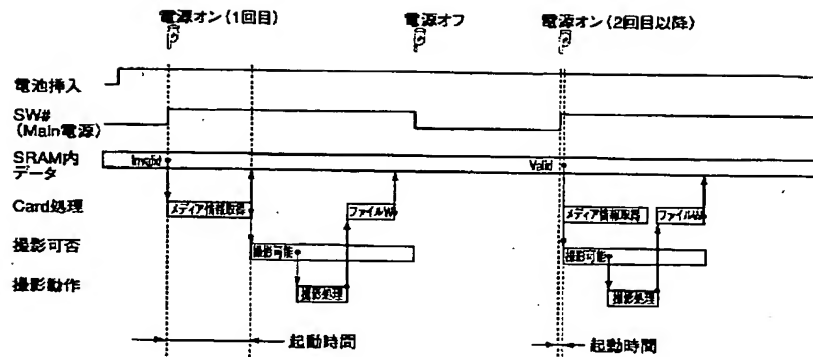 電源オン(1回目)
電源オフ
電源オン(2回目以降)
電池挿入
SW#
(Main電源)
SRAM内
データ
Invalid
Valid
Card処理
メディア情報取得
ファイルW
メディア情報取得
ファイルW
撮影可否
撮影可能
撮影可能
撮影動作
撮影処理
撮影処理
起動時間
起動時間